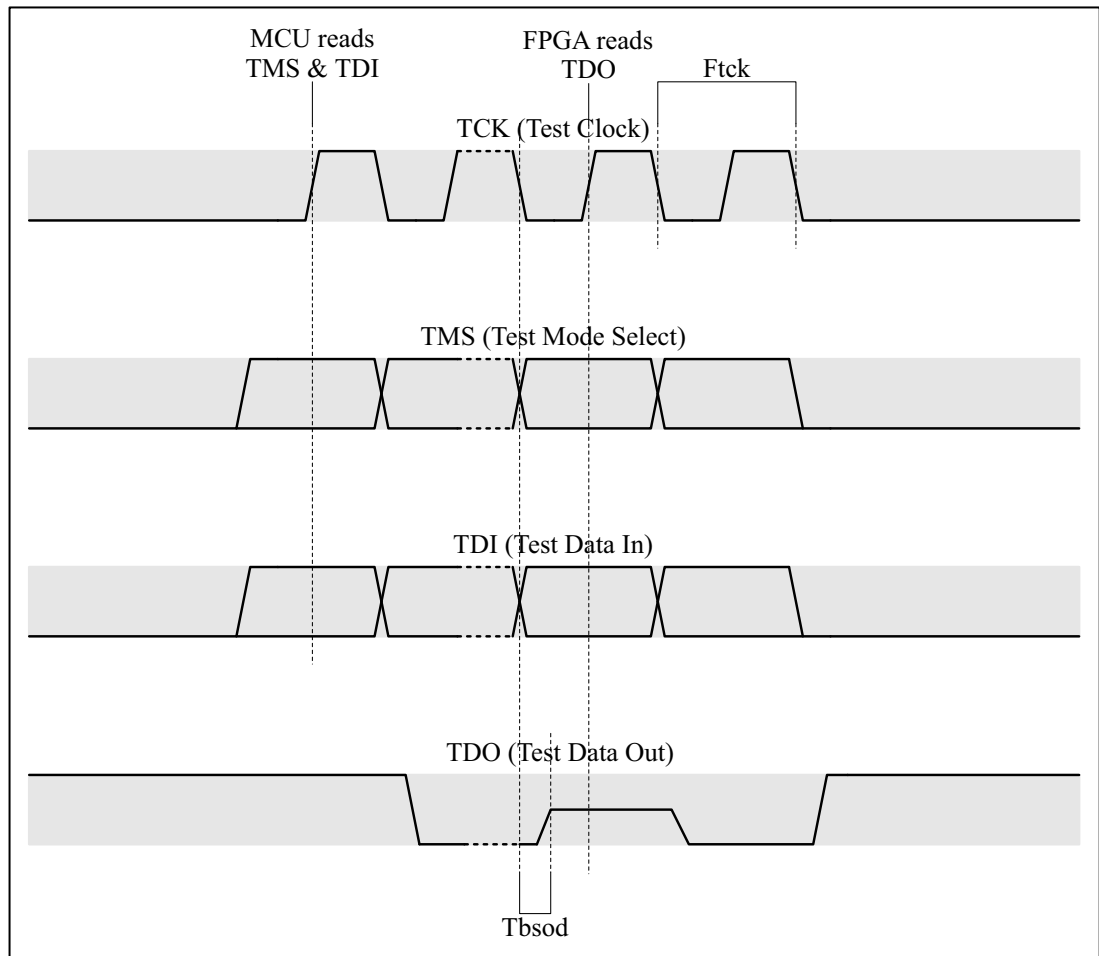 MCU reads
TMS & TDI
FPGA reads
TDO
Ftck
TCK (Test Clock)
TMS (Test Mode Select)
TDI (Test Data In)
TDO (Test Data Out)
Tbsod